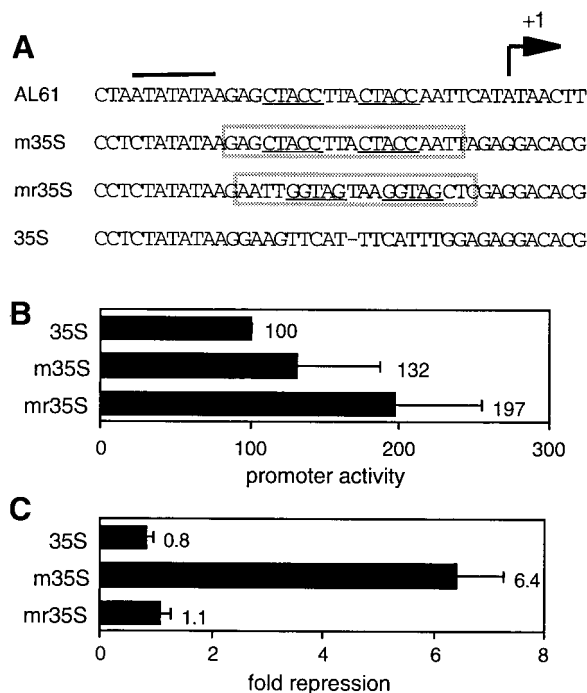 A
+1
AL61 CTAATATATAAGAGCTACCTTACTACCAATTCATATAACTT
m35S CCTCTATATAAGAGCTACCTTACTACCAATTAGAGGACACG
mr35S CCTCTATATAAGAATTGGTAGTAAGGTAGCTCGAGGACACG
35S CCTCTATATAAGGAAGTTCAT-TTCATTTGGAGAGGACACG
B
35S 100
m35S 132
mr35S 197
0 100 200 300
promoter activity
C
35S 0.8
m35S 6.4
mr35S 1.1
0 2 4 6 8
fold repression